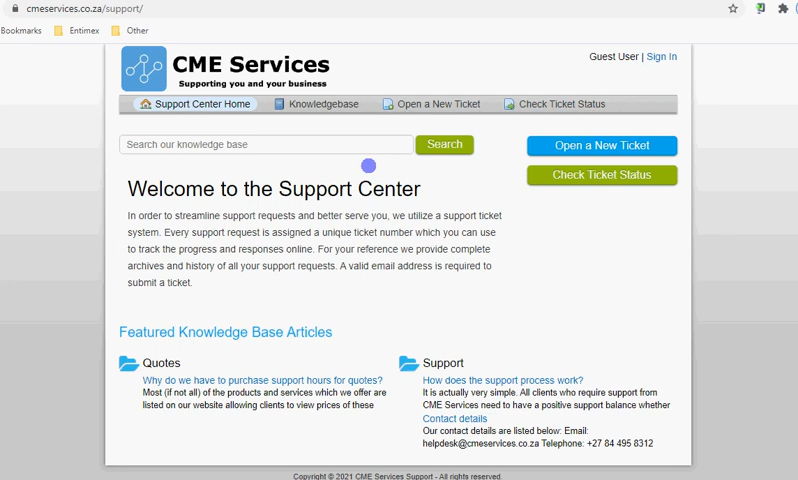 cmeservices.co.za/support/
Bookmarks Entimex Other
CME Services
Supporting you and your business
Guest User | Sign In
Support Center Home Knowledgebase Open a New Ticket Check Ticket Status
Search our knowledge base Search
Open a New Ticket
Check Ticket Status
Welcome to the Support Center
In order to streamline support requests and better serve you, we utilize a support ticket
system. Every support request is assigned a unique ticket number which you can use
to track the progress and responses online. For your reference we provide complete
archives and history of all your support requests. A valid email address is required to
submit a ticket.
Featured Knowledge Base Articles
Quotes
Why do we have to purchase support hours for quotes?
Most (if not all) of the products and services which we offer are
listed on our website allowing clients to view prices of these
Support
How does the support process work?
It is actually very simple. All clients who require support from
CME Services need to have a positive support balance whether
Contact details
Our contact details are listed below: Email:
helpdesk@cmeservices.co.za Telephone: +27 84 495 8312
Copyright © 2021 CME Services Support - All rights reserved.